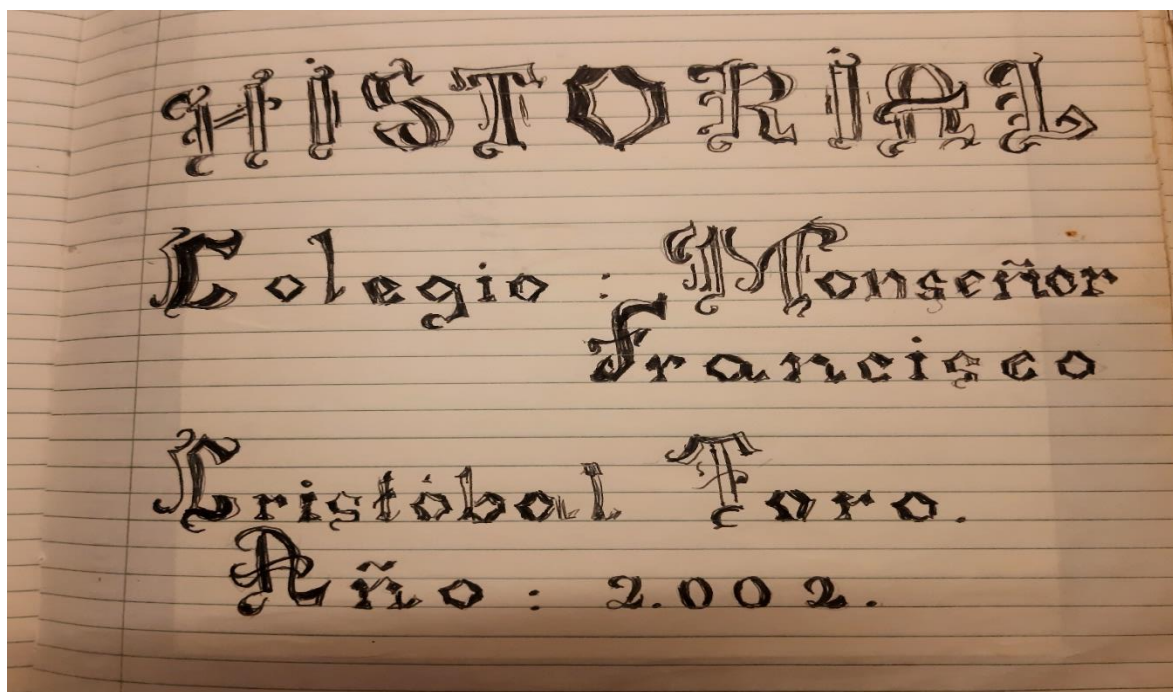 HISTORIAL
Colegio : Monseñor
Francisco
Cristóbal Toro.
Año : 2.002.